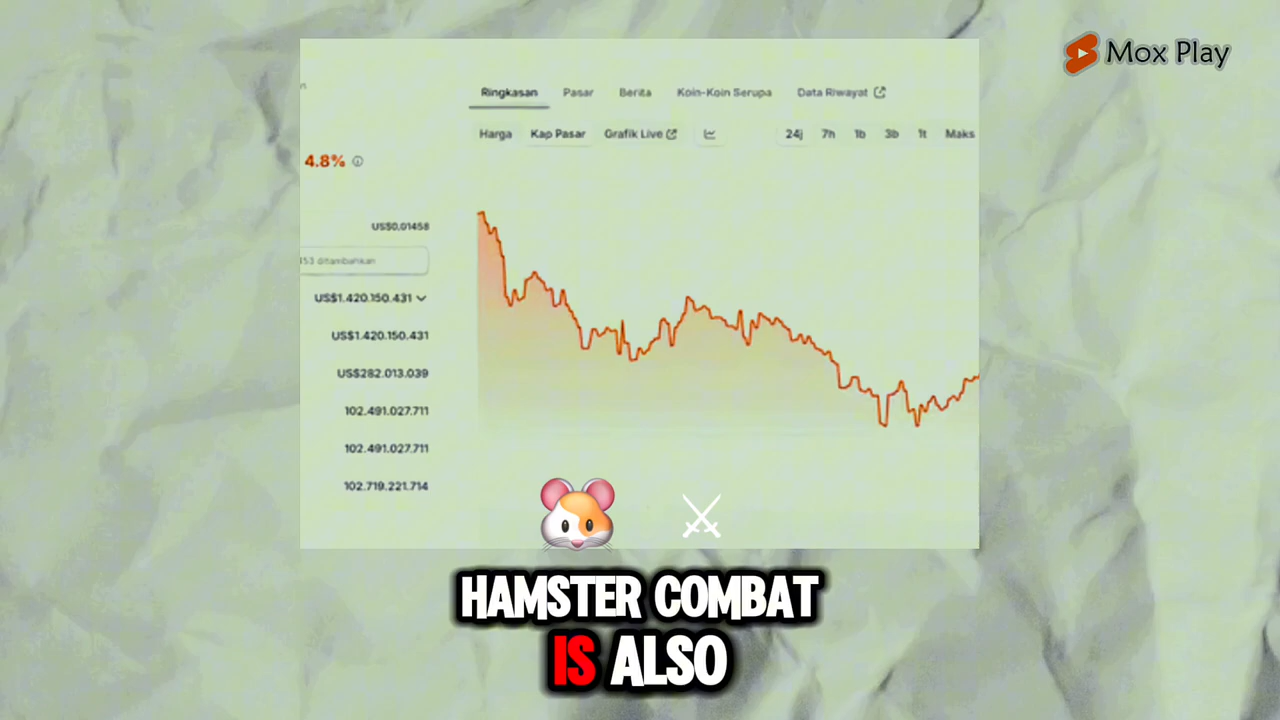 Mox Play
Ringkasan Pasar Berita Koin-Koin Serupa Data Riwayat
Harga Kap Pasar Grafik Live 24j 7h 1b 3b 1t Maks
4.8%
US$0,01458
ditambahkan
US$1.420.150.431
US$1.420.150.431
US$282.013.039
102.491.027.711
102.491.027.711
102.719.221.714
HAMSTER COMBAT
IS ALSO